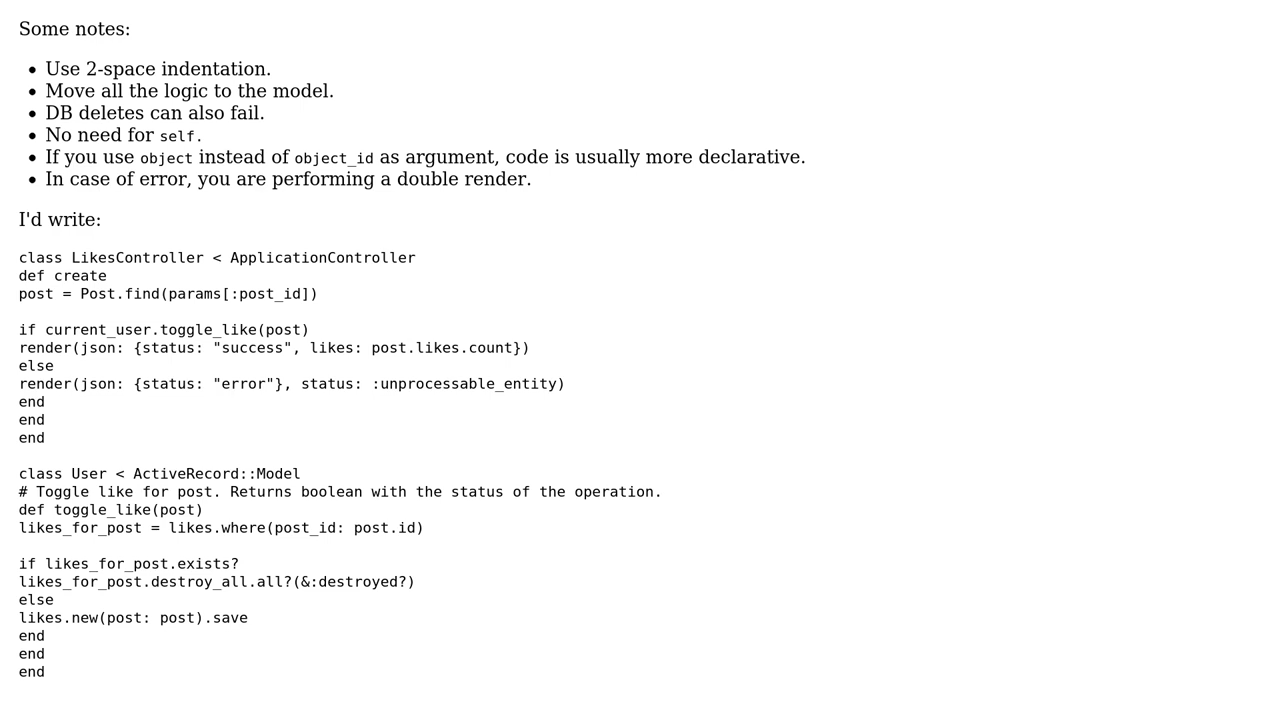 Some notes:
• Use 2-space indentation.
• Move all the logic to the model.
• DB deletes can also fail.
• No need for self.
• If you use object instead of object_id as argument, code is usually more declarative.
• In case of error, you are performing a double render.
I'd write:
class LikesController < ApplicationController
def create
post = Post.find(params[:post_id])

if current_user.toggle_like(post)
render(json: {status: "success", likes: post.likes.count})
else
render(json: {status: "error"}, status: :unprocessable_entity)
end
end
end

class User < ActiveRecord::Model
# Toggle like for post. Returns boolean with the status of the operation.
def toggle_like(post)
likes_for_post = likes.where(post_id: post.id)

if likes_for_post.exists?
likes_for_post.destroy_all.all?(&:destroyed?)
else
likes.new(post: post).save
end
end
end